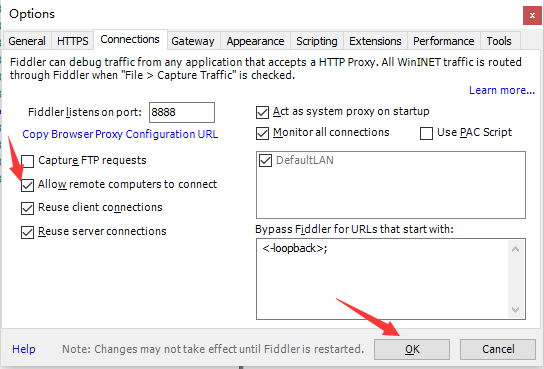 Options
x
General HTTPS Connections Gateway Appearance Scripting Extensions Performance Tools
Fiddler can debug traffic from any application that accepts a HTTP Proxy. All WinINET traffic is routed
through Fiddler when "File > Capture Traffic" is checked.
Learn more...
Fiddler listens on port: 8888
Copy Browser Proxy Configuration URL
Capture FTP requests
Allow remote computers to connect
Reuse client connections
Reuse server connections
Act as system proxy on startup
Monitor all connections Use PAC Script
DefaultLAN
Bypass Fiddler for URLs that start with:
<-loopback>;
Help Note: Changes may not take effect until Fiddler is restarted. OK Cancel